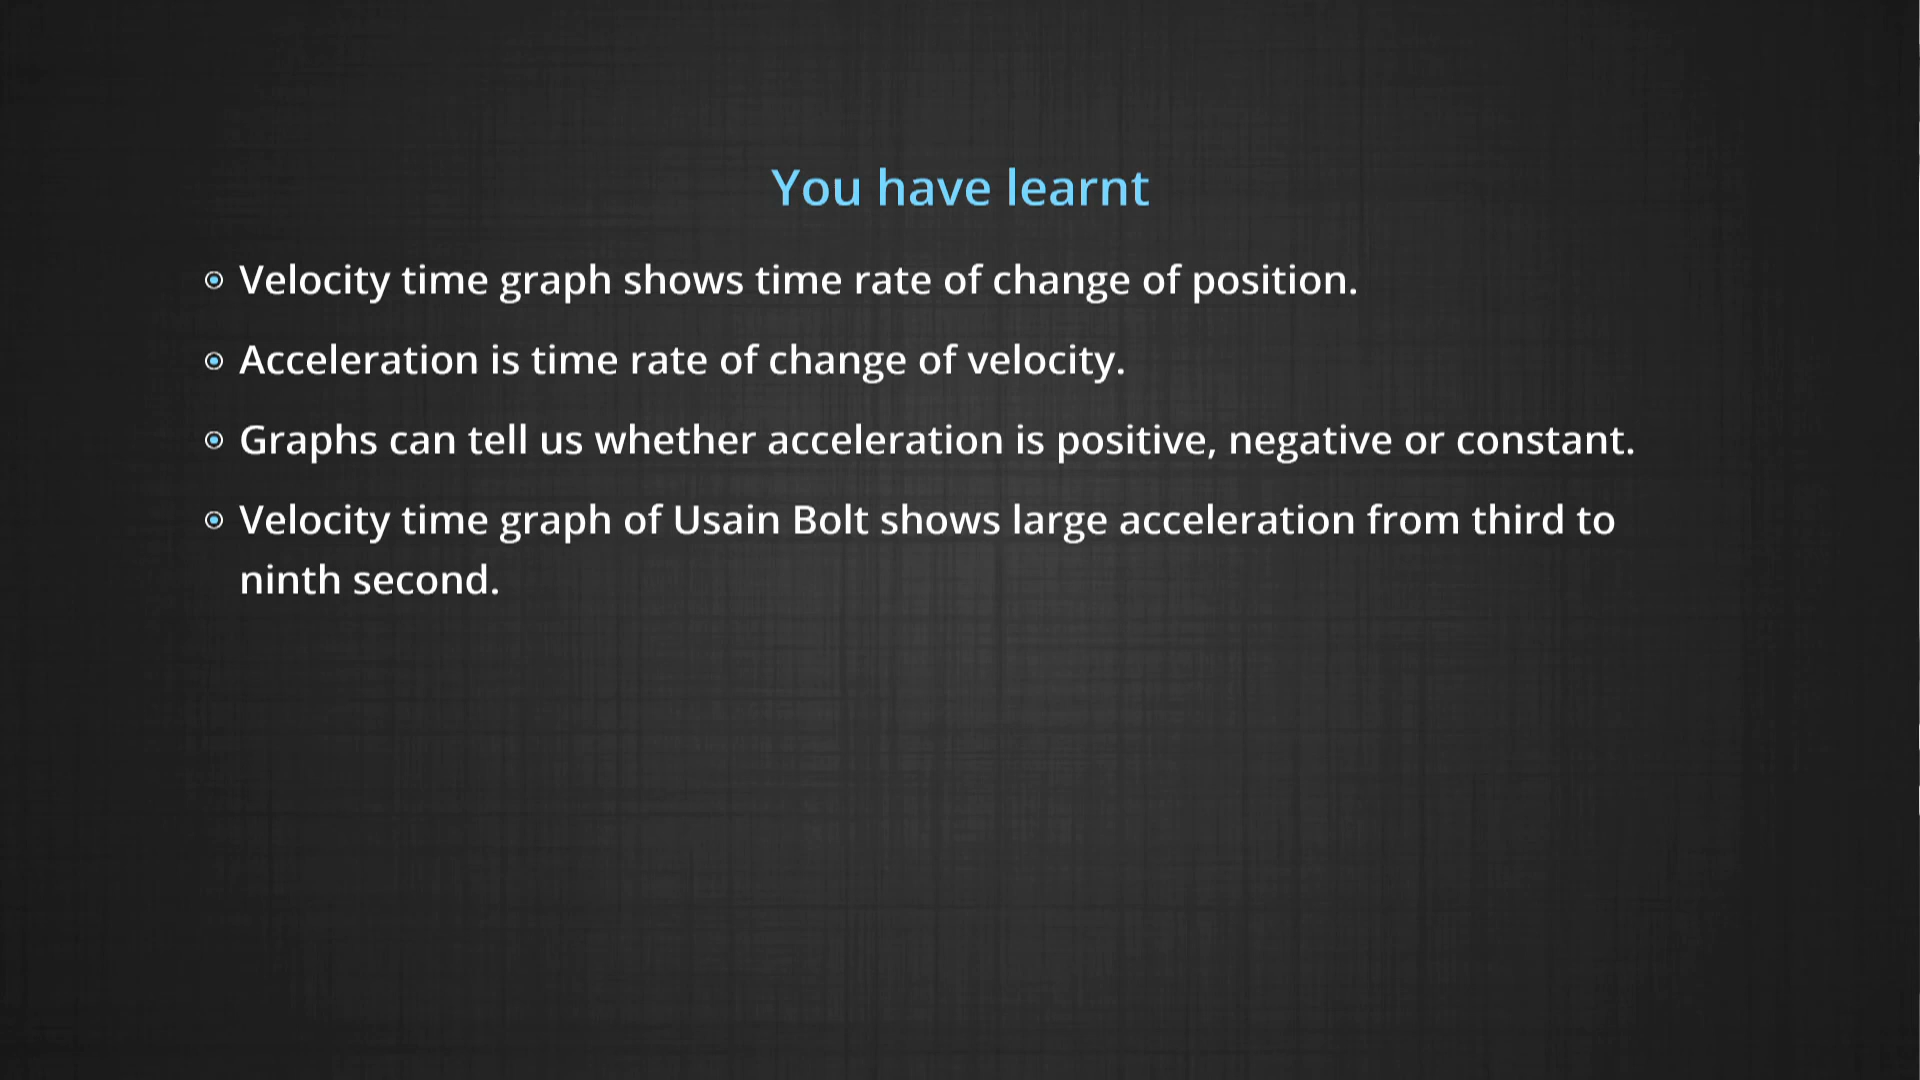 You have learnt
Velocity time graph shows time rate of change of position.
Acceleration is time rate of change of velocity.
Graphs can tell us whether acceleration is positive, negative or constant.
Velocity time graph of Usain Bolt shows large acceleration from third to
ninth second.